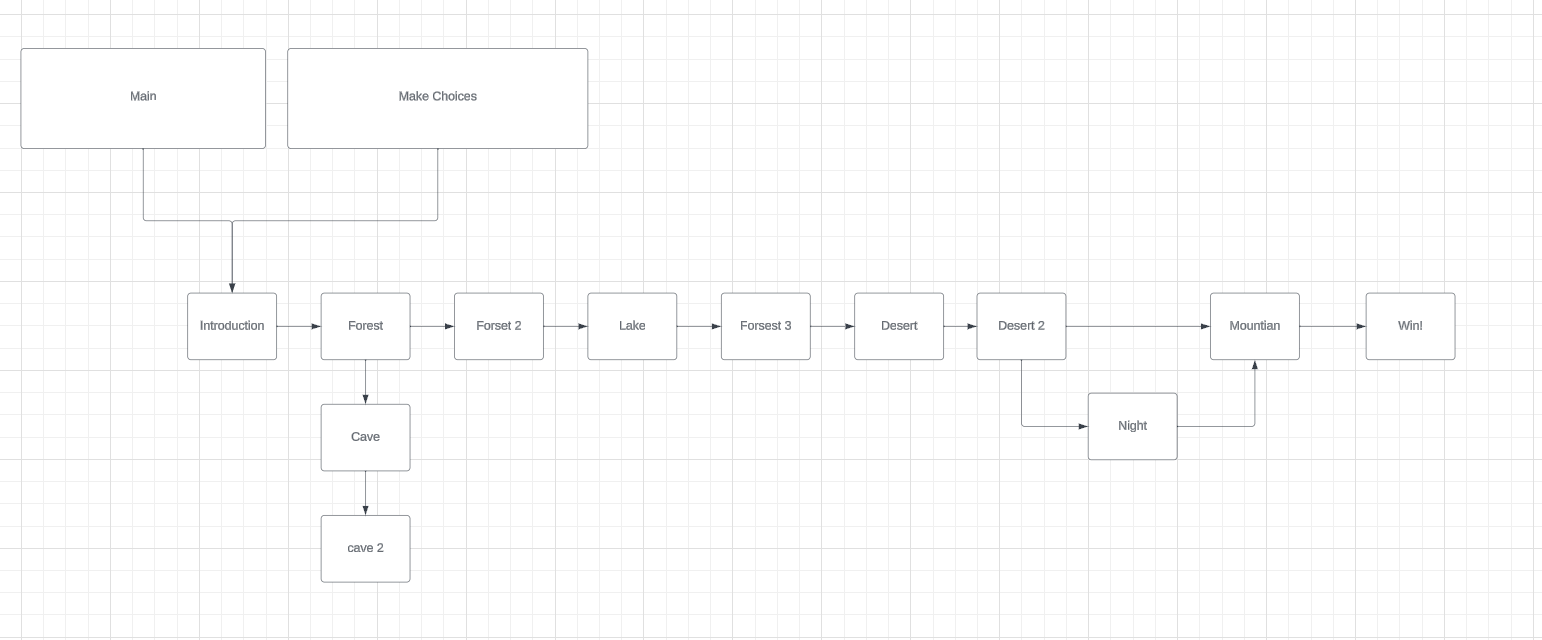 Main
Make Choices
Introduction
Forest
Forset 2
Lake
Forsest 3
Desert
Desert 2
Mountian
Win!
Night
Cave
cave 2